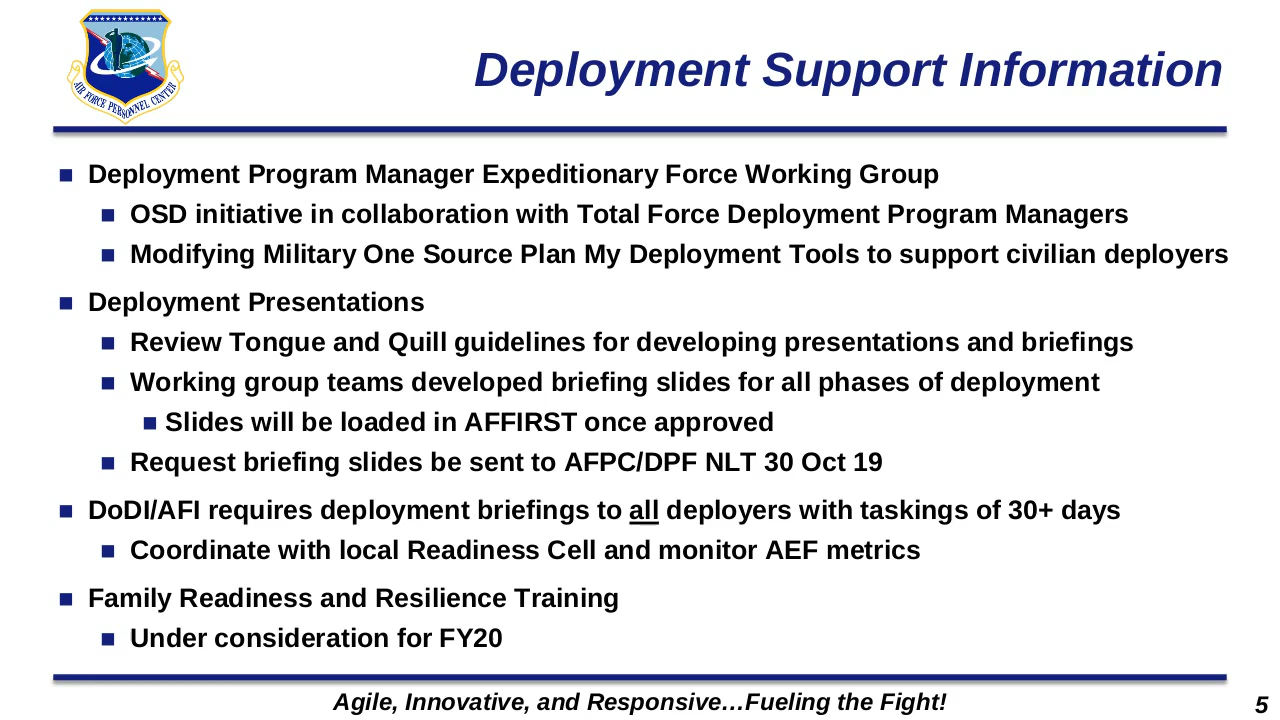 AIR FORCE PERSONNEL CENTER
Deployment Support Information
Deployment Program Manager Expeditionary Force Working Group
OSD initiative in collaboration with Total Force Deployment Program Managers
Modifying Military One Source Plan My Deployment Tools to support civilian deployers
Deployment Presentations
Review Tongue and Quill guidelines for developing presentations and briefings
Working group teams developed briefing slides for all phases of deployment
Slides will be loaded in AFFIRST once approved
Request briefing slides be sent to AFPC/DPF NLT 30 Oct 19
DoDI/AFI requires deployment briefings to all deployers with taskings of 30+ days
Coordinate with local Readiness Cell and monitor AEF metrics
Family Readiness and Resilience Training
Under consideration for FY20
Agile, Innovative, and Responsive…Fueling the Fight!
5